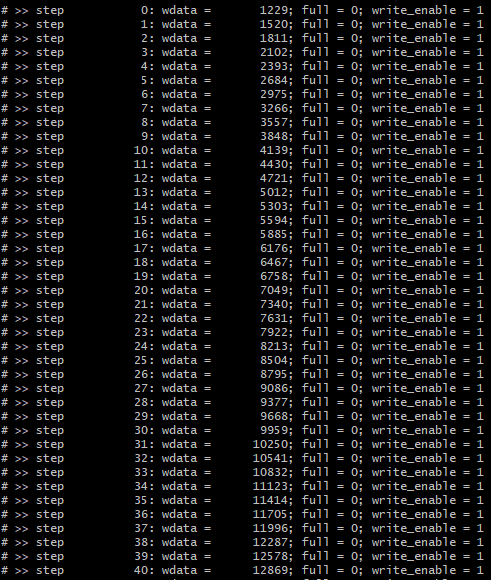 # >> step 0: wdata = 1229; full = 0; write_enable = 1
# >> step 1: wdata = 1520; full = 0; write_enable = 1
# >> step 2: wdata = 1811; full = 0; write_enable = 1
# >> step 3: wdata = 2102; full = 0; write_enable = 1
# >> step 4: wdata = 2393; full = 0; write_enable = 1
# >> step 5: wdata = 2684; full = 0; write_enable = 1
# >> step 6: wdata = 2975; full = 0; write_enable = 1
# >> step 7: wdata = 3266; full = 0; write_enable = 1
# >> step 8: wdata = 3557; full = 0; write_enable = 1
# >> step 9: wdata = 3848; full = 0; write_enable = 1
# >> step 10: wdata = 4139; full = 0; write_enable = 1
# >> step 11: wdata = 4430; full = 0; write_enable = 1
# >> step 12: wdata = 4721; full = 0; write_enable = 1
# >> step 13: wdata = 5012; full = 0; write_enable = 1
# >> step 14: wdata = 5303; full = 0; write_enable = 1
# >> step 15: wdata = 5594; full = 0; write_enable = 1
# >> step 16: wdata = 5885; full = 0; write_enable = 1
# >> step 17: wdata = 6176; full = 0; write_enable = 1
# >> step 18: wdata = 6467; full = 0; write_enable = 1
# >> step 19: wdata = 6758; full = 0; write_enable = 1
# >> step 20: wdata = 7049; full = 0; write_enable = 1
# >> step 21: wdata = 7340; full = 0; write_enable = 1
# >> step 22: wdata = 7631; full = 0; write_enable = 1
# >> step 23: wdata = 7922; full = 0; write_enable = 1
# >> step 24: wdata = 8213; full = 0; write_enable = 1
# >> step 25: wdata = 8504; full = 0; write_enable = 1
# >> step 26: wdata = 8795; full = 0; write_enable = 1
# >> step 27: wdata = 9086; full = 0; write_enable = 1
# >> step 28: wdata = 9377; full = 0; write_enable = 1
# >> step 29: wdata = 9668; full = 0; write_enable = 1
# >> step 30: wdata = 9959; full = 0; write_enable = 1
# >> step 31: wdata = 10250; full = 0; write_enable = 1
# >> step 32: wdata = 10541; full = 0; write_enable = 1
# >> step 33: wdata = 10832; full = 0; write_enable = 1
# >> step 34: wdata = 11123; full = 0; write_enable = 1
# >> step 35: wdata = 11414; full = 0; write_enable = 1
# >> step 36: wdata = 11705; full = 0; write_enable = 1
# >> step 37: wdata = 11996; full = 0; write_enable = 1
# >> step 38: wdata = 12287; full = 0; write_enable = 1
# >> step 39: wdata = 12578; full = 0; write_enable = 1
# >> step 40: wdata = 12869; full = 0; write_enable = 1